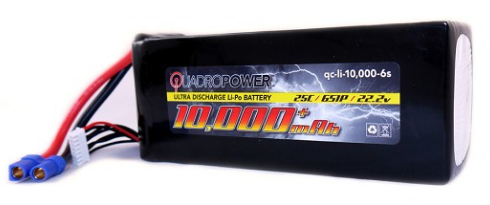 QUADROPOWER
qc-li-10,000-6s
ULTRA DISCHARGE Li-Po BATTERY
25C/6S1P/22.2v
10,000+ mAh